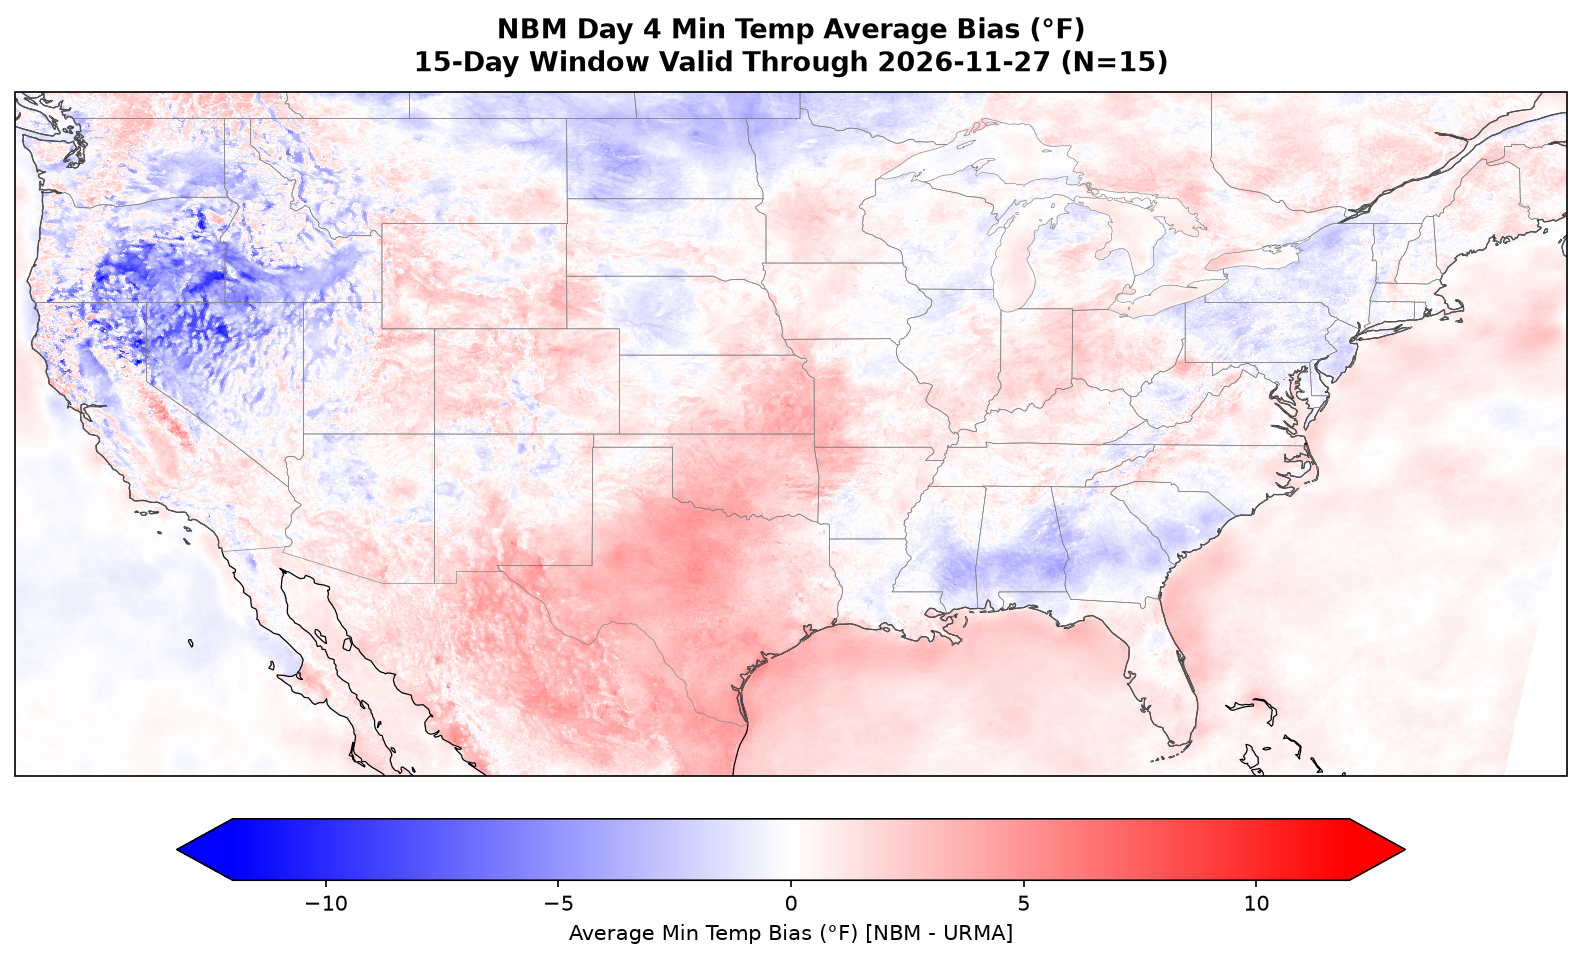 NBM Day 4 Min Temp Average Bias (°F)
15-Day Window Valid Through 2026-11-27 (N=15)
−10 −5 0 5 10
Average Min Temp Bias (°F) [NBM - URMA]